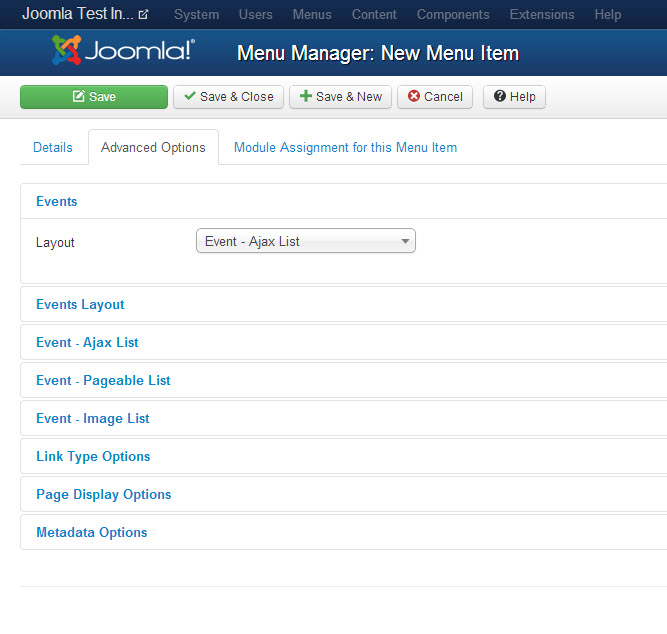 Joomla Test In... System Users Menus Content Components Extensions Help
Joomla!® Menu Manager: New Menu Item
Save Save & Close Save & New Cancel Help
Details Advanced Options Module Assignment for this Menu Item
Events
Layout Event - Ajax List
Events Layout
Event - Ajax List
Event - Pageable List
Event - Image List
Link Type Options
Page Display Options
Metadata Options